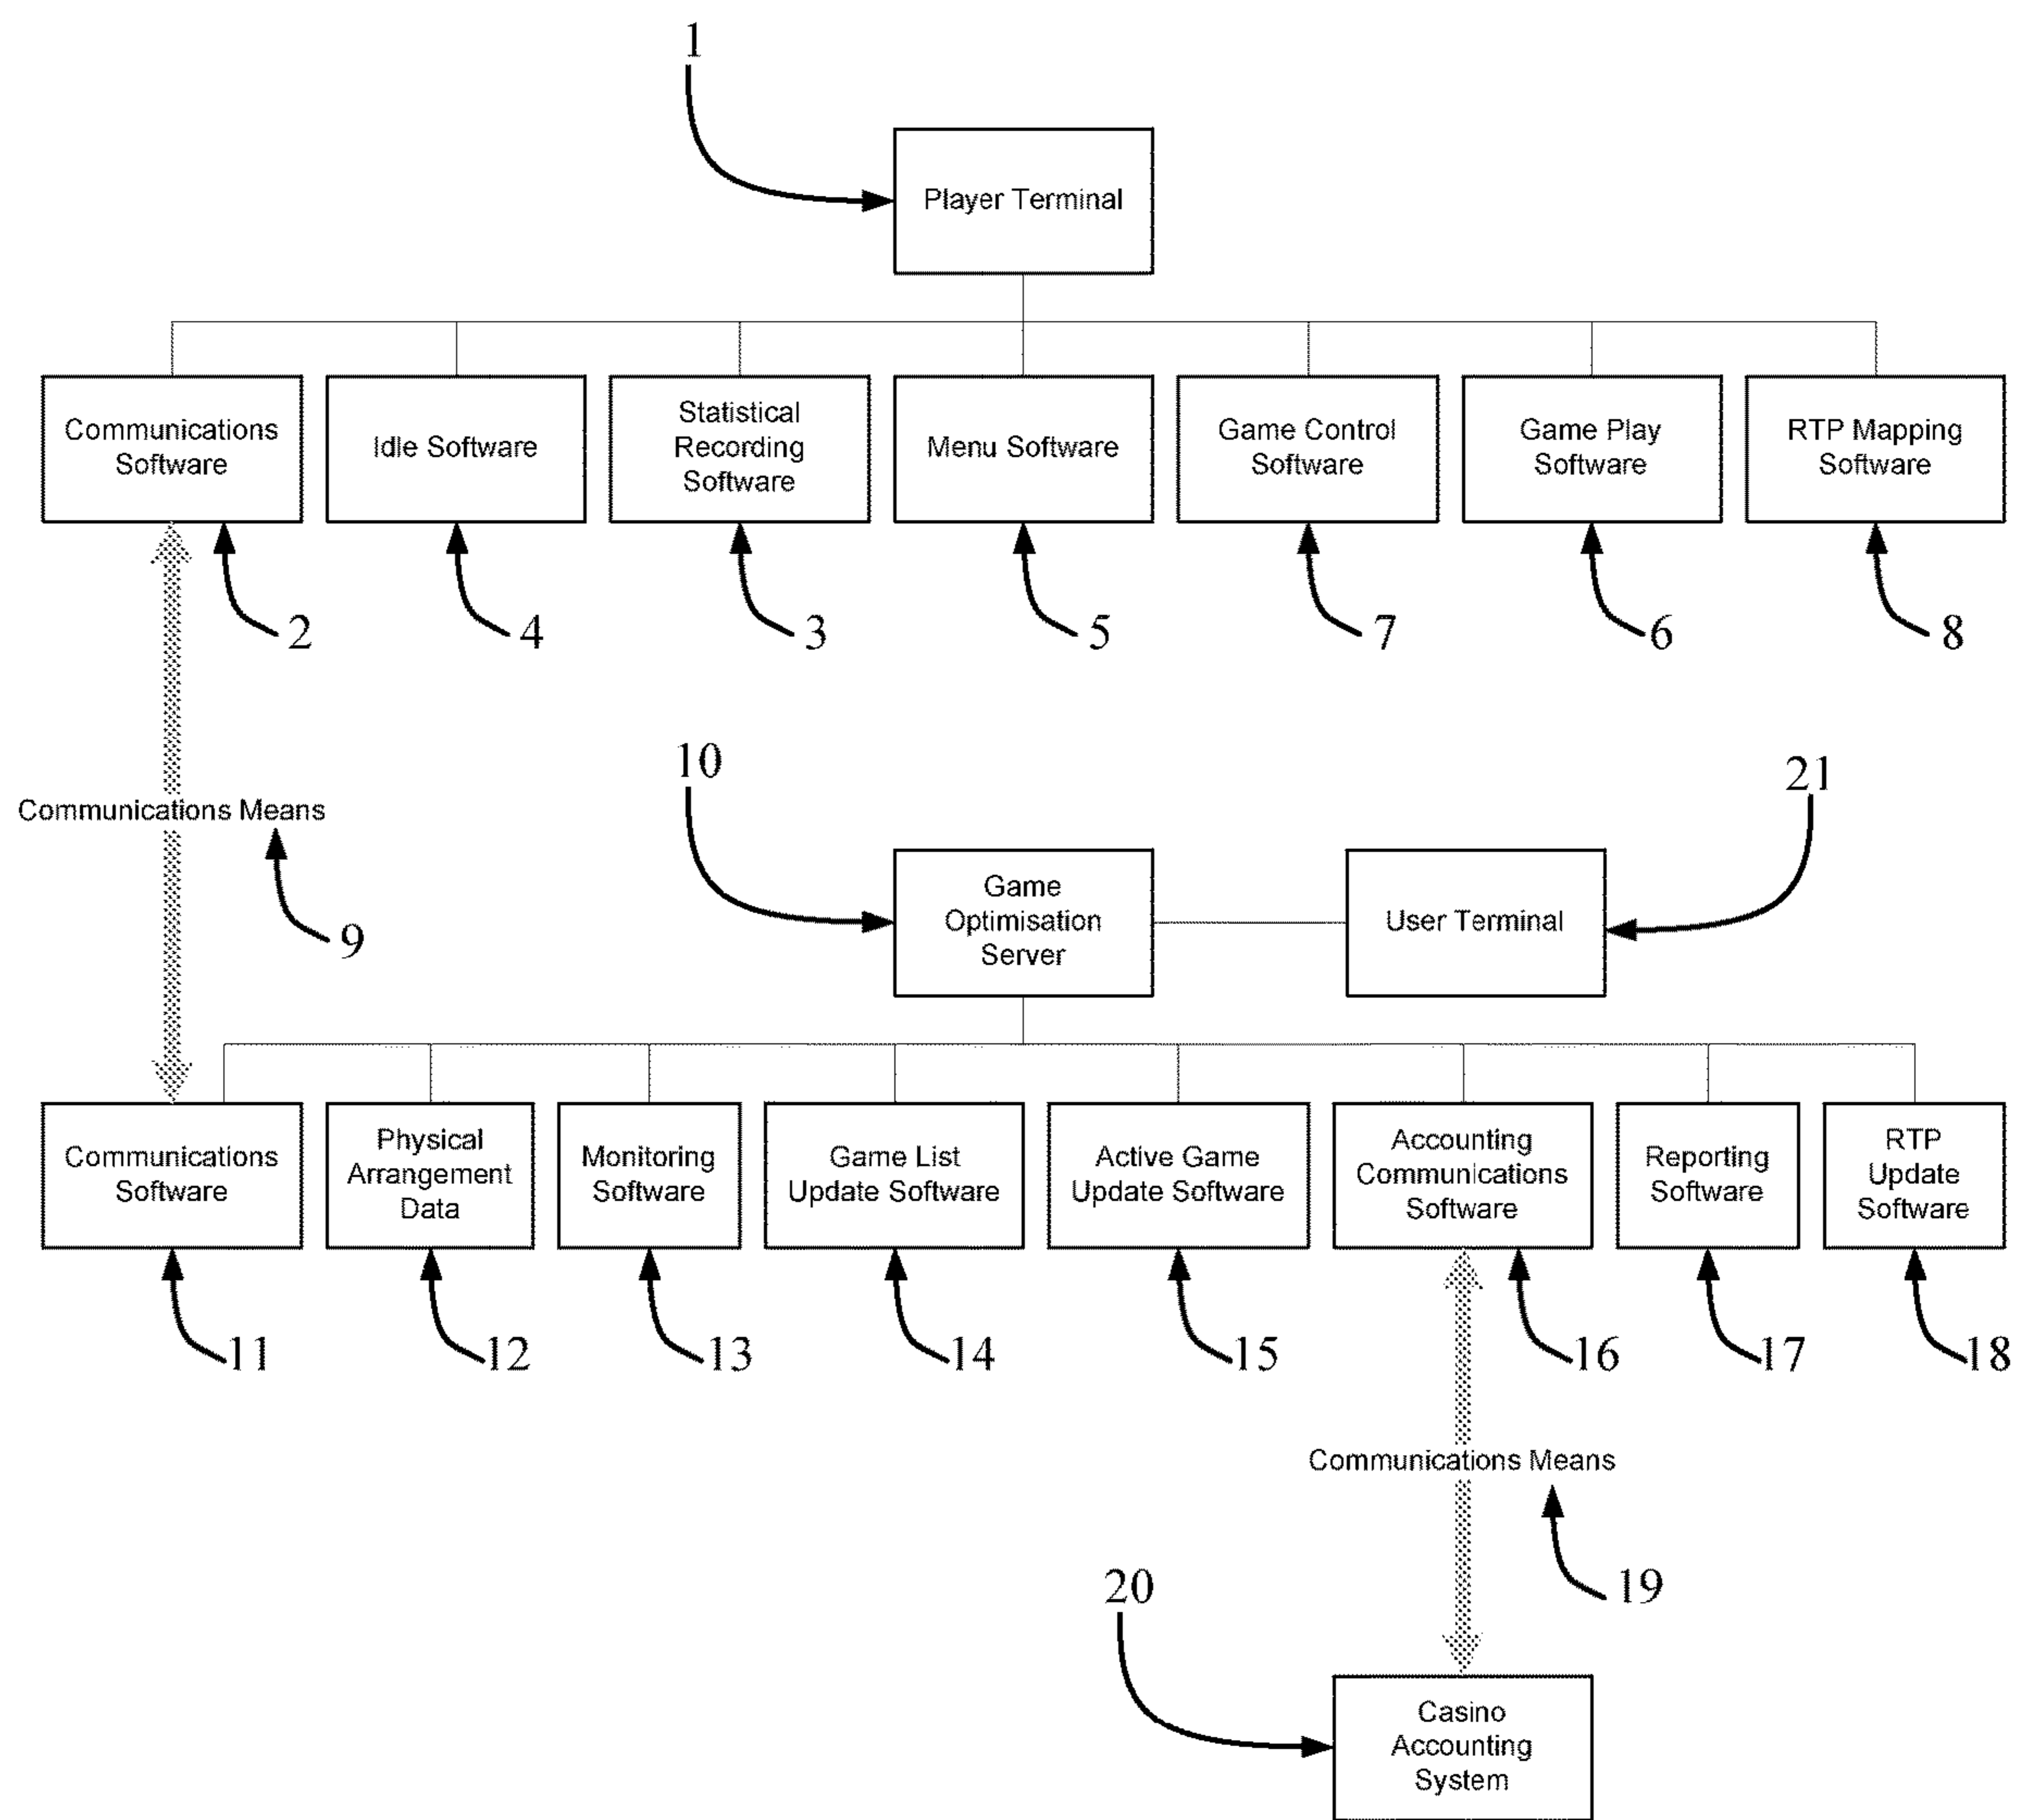 1
Player Terminal
Communications
Software
Idle Software
Statistical
Recording
Software
Menu Software
Game Control
Software
Game Play
Software
RTP Mapping
Software
2
4
3
5
7
6
8
Communications Means
9
10
21
Game
Optimisation
Server
User Terminal
Communications
Software
Physical
Arrangement
Data
Monitoring
Software
Game List
Update Software
Active Game
Update Software
Accounting
Communications
Software
Reporting
Software
RTP
Update
Software
11
12
13
14
15
16
17
18
Communications Means
19
20
Casino
Accounting
System